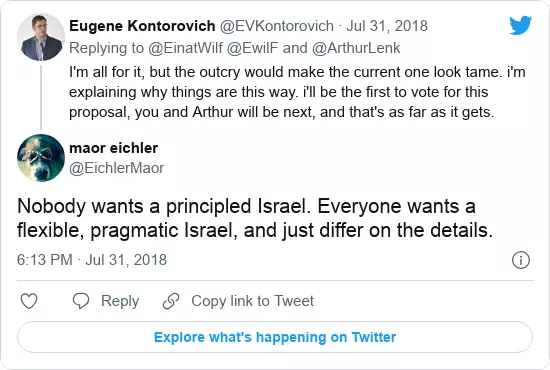 Eugene Kontorovich @EVKontorovich · Jul 31, 2018
Replying to @EinatWilf @EwilF and @ArthurLenk
I'm all for it, but the outcry would make the current one look tame. i'm
explaining why things are this way. i'll be the first to vote for this
proposal, you and Arthur will be next, and that's as far as it gets.
maor eichler
@EichlerMaor
Nobody wants a principled Israel. Everyone wants a
flexible, pragmatic Israel, and just differ on the details.
6:13 PM · Jul 31, 2018
Reply
Copy link to Tweet
Explore what's happening on Twitter